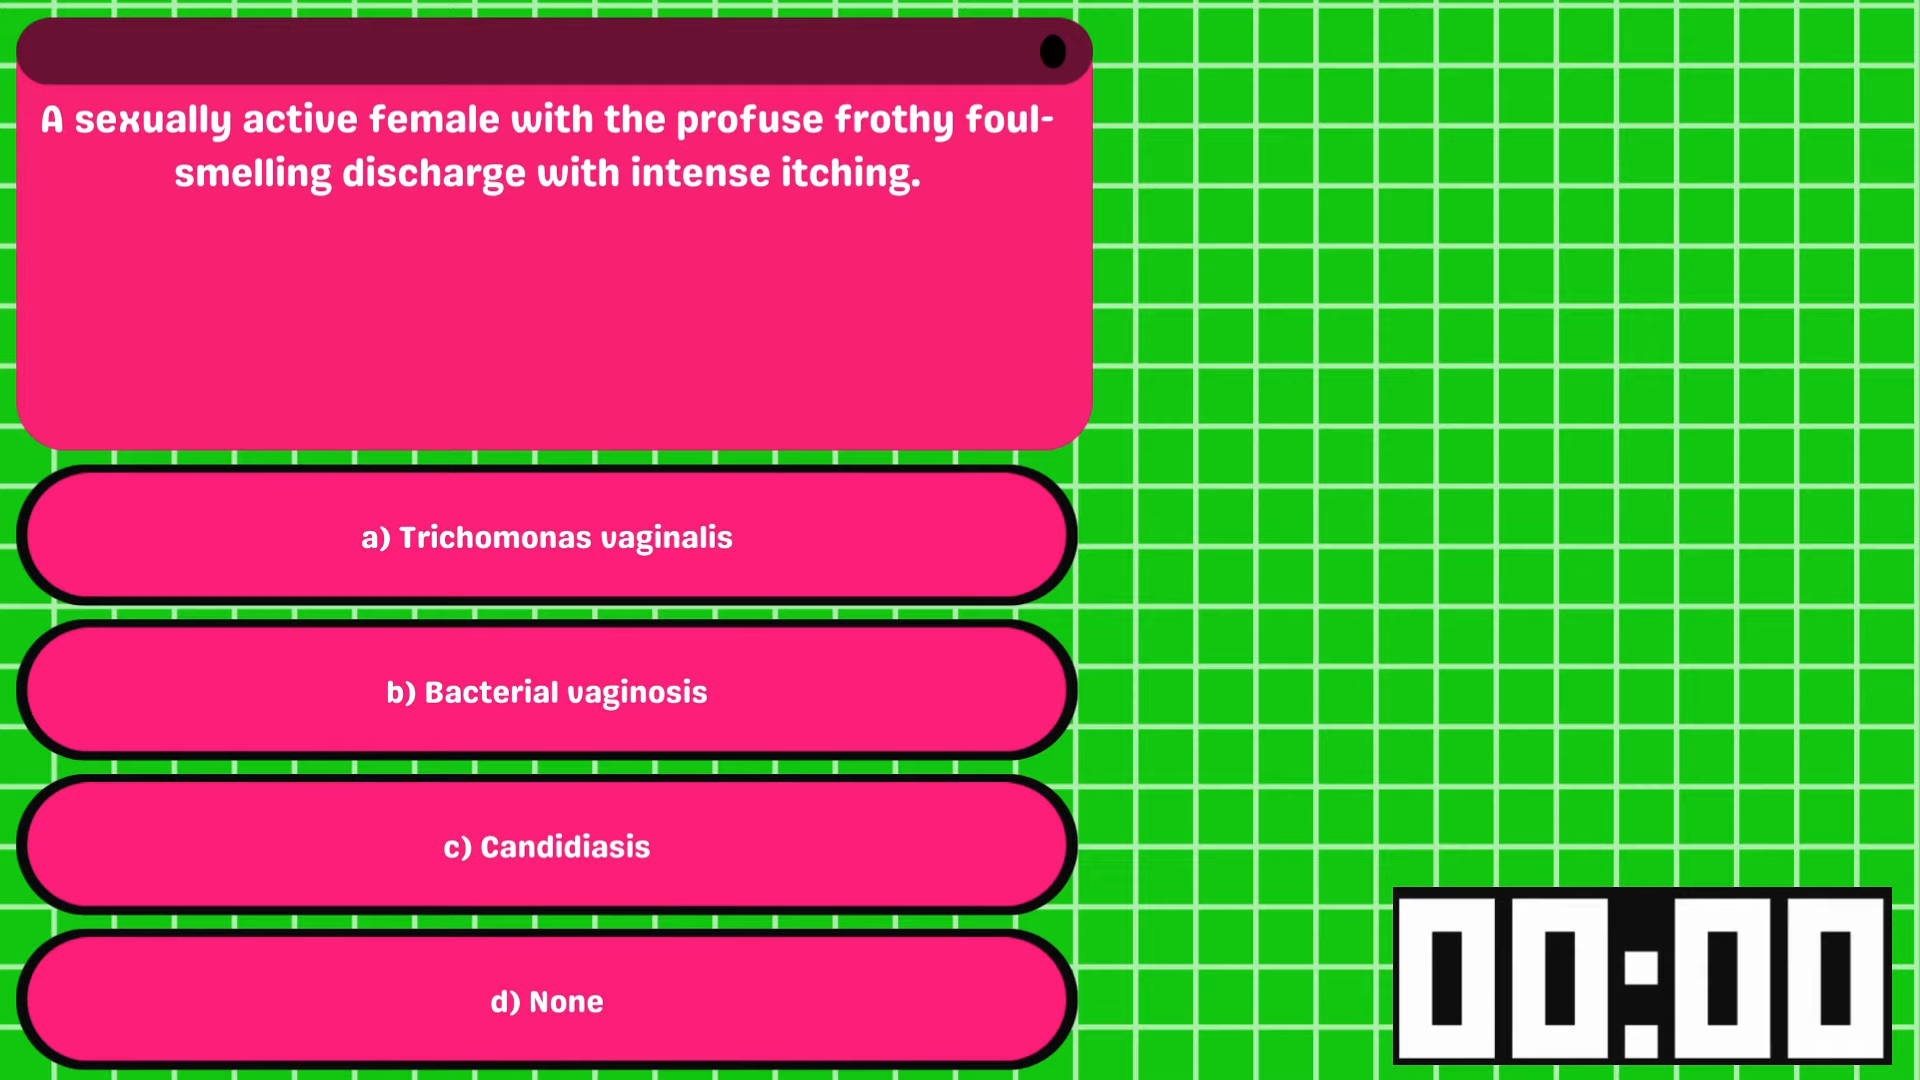 A sexually active female with the profuse frothy foul-
smelling discharge with intense itching.
a) Trichomonas vaginalis
b) Bacterial vaginosis
c) Candidiasis
d) None
00:00